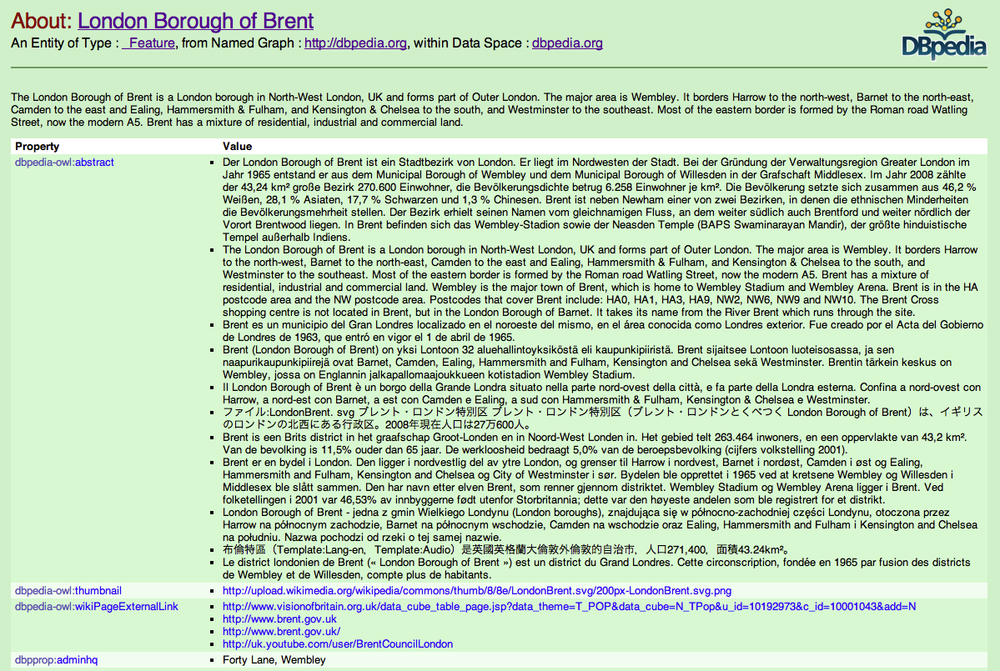 About: London Borough of Brent
An Entity of Type : Feature, from Named Graph : http://dbpedia.org, within Data Space : dbpedia.org
DBpedia
The London Borough of Brent is a London borough in North-West London, UK and forms part of Outer London. The major area is Wembley. It borders Harrow to the north-west, Barnet to the north-east,
Camden to the east and Ealing, Hammersmith & Fulham, and Kensington & Chelsea to the south, and Westminster to the southeast. Most of the eastern border is formed by the Roman road Watling
Street, now the modern A5. Brent has a mixture of residential, industrial and commercial land.
Property Value
dbpedia-owl:abstract
Der London Borough of Brent ist ein Stadtbezirk von London. Er liegt im Nordwesten der Stadt. Bei der Gründung der Verwaltungsregion Greater London im
Jahr 1965 entstand er aus dem Municipal Borough of Wembley und dem Municipal Borough of Willesden in der Grafschaft Middlesex. Im Jahr 2008 zählte
der 43,24 km² große Bezirk 270.600 Einwohner, die Bevölkerungsdichte betrug 6.258 Einwohner je km². Die Bevölkerung setzte sich zusammen aus 46,2 %
Weißen, 28,1 % Asiaten, 17,7 % Schwarzen und 1,3 % Chinesen. Brent ist neben Newham einer von zwei Bezirken, in denen die ethnischen Minderheiten
die Bevölkerungsmehrheit stellen. Der Bezirk erhielt seinen Namen vom gleichnamigen Fluss, an dem weiter südlich auch Brentford und weiter nördlich der
Vorort Brentwood liegen. In Brent befinden sich das Wembley-Stadion sowie der Neasden Temple (BAPS Swaminarayan Mandir), der größte hinduistische
Tempel außerhalb Indiens.
The London Borough of Brent is a London borough in North-West London, UK and forms part of Outer London. The major area is Wembley. It borders Harrow
to the north-west, Barnet to the north-east, Camden to the east and Ealing, Hammersmith & Fulham, and Kensington & Chelsea to the south, and
Westminster to the southeast. Most of the eastern border is formed by the Roman road Watling Street, now the modern A5. Brent has a mixture of
residential, industrial and commercial land. Wembley is the major town of Brent, which is home to Wembley Stadium and Wembley Arena. Brent is in the HA
postcode area and the NW postcode area. Postcodes that cover Brent include: HA0, HA1, HA3, HA9, NW2, NW6, NW9 and NW10. The Brent Cross
shopping centre is not located in Brent, but in the London Borough of Barnet. It takes its name from the River Brent which runs through the site.
Brent es un municipio del Gran Londres localizado en el noroeste del mismo, en el área conocida como Londres exterior. Fue creado por el Acta del Gobierno
de Londres de 1963, que entró en vigor el 1 de abril de 1965.
Brent (London Borough of Brent) on yksi Lontoon 32 aluehallintoyksiköstä eli kaupunkipiiristä. Brent sijaitsee Lontoon luoteisosassa, ja sen
naapurikaupunkipiirejä ovat Barnet, Camden, Ealing, Hammersmith and Fulham, Kensington and Chelsea sekä Westminster. Brentin tärkein keskus on
Wembley, jossa on Englannin jalkapallomaajoukkueen kotistadion Wembley Stadium.
Il London Borough of Brent è un borgo della Grande Londra situato nella parte nord-ovest della città, e fa parte della Londra esterna. Confina a nord-ovest con
Harrow, a nord-est con Barnet, a est con Camden e Ealing, a sud con Hammersmith & Fulham, Kensington & Chelsea e Westminster.
ファイル:LondonBrent. svg ブレント・ロンドン特別区 ブレント・ロンドン特別区（ブレント・ロンドンとくべつく London Borough of Brent）は、イギリス
のロンドンの北西にある行政区。2008年現在人口は27万600人。
Brent is een Brits district in het graafschap Groot-Londen en in Noord-West Londen in. Het gebied telt 263.464 inwoners, en een oppervlakte van 43,2 km².
Van de bevolking is 11,5% ouder dan 65 jaar. De werkloosheid bedraagt 5,0% van de beroepsbevolking (cijfers volkstelling 2001).
Brent er en bydel i London. Den ligger i nordvestlig del av ytre London, og grenser til Harrow i nordvest, Barnet i nordøst, Camden i øst og Ealing,
Hammersmith and Fulham, Kensington and Chelsea og City of Westminster i sør. Bydelen ble opprettet i 1965 ved at kretsene Wembley og Willesden i
Middlesex ble slått sammen. Den har navn etter elven Brent, som renner gjennom distriktet. Wembley Stadium og Wembley Arena ligger i Brent. Ved
folketellingen i 2001 var 46,53% av innbyggerne født utenfor Storbritannia; dette var den høyeste andelen som ble registrert for et distrikt.
London Borough of Brent - jedna z gmin Wielkiego Londynu (London boroughs), znajdująca się w północno-zachodniej części Londynu, otoczona przez
Harrow na północnym zachodzie, Barnet na północnym wschodzie, Camden na wschodzie oraz Ealing, Hammersmith and Fulham i Kensington and Chelsea
na południu. Nazwa pochodzi od rzeki o tej samej nazwie.
布倫特區（Template:Lang-en，Template:Audio）是英國英格蘭大倫敦外倫敦的自治市，人口271,400，面積43.24km²。
Le district londonien de Brent (« London Borough of Brent ») est un district du Grand Londres. Cette circonscription, fondée en 1965 par fusion des districts
de Wembley et de Willesden, compte plus de habitants.
dbpedia-owl:thumbnail
http://upload.wikimedia.org/wikipedia/commons/thumb/8/8e/LondonBrent.svg/200px-LondonBrent.svg.png
dbpedia-owl:wikiPageExternalLink
http://www.visionofbritain.org.uk/data_cube_table_page.jsp?data_theme=T_POP&data_cube=N_TPop&u_id=10192973&c_id=10001043&add=N
http://www.brent.gov.uk
http://www.brent.gov.uk/
http://uk.youtube.com/user/BrentCouncilLondon
dbpprop:adminhq
Forty Lane, Wembley